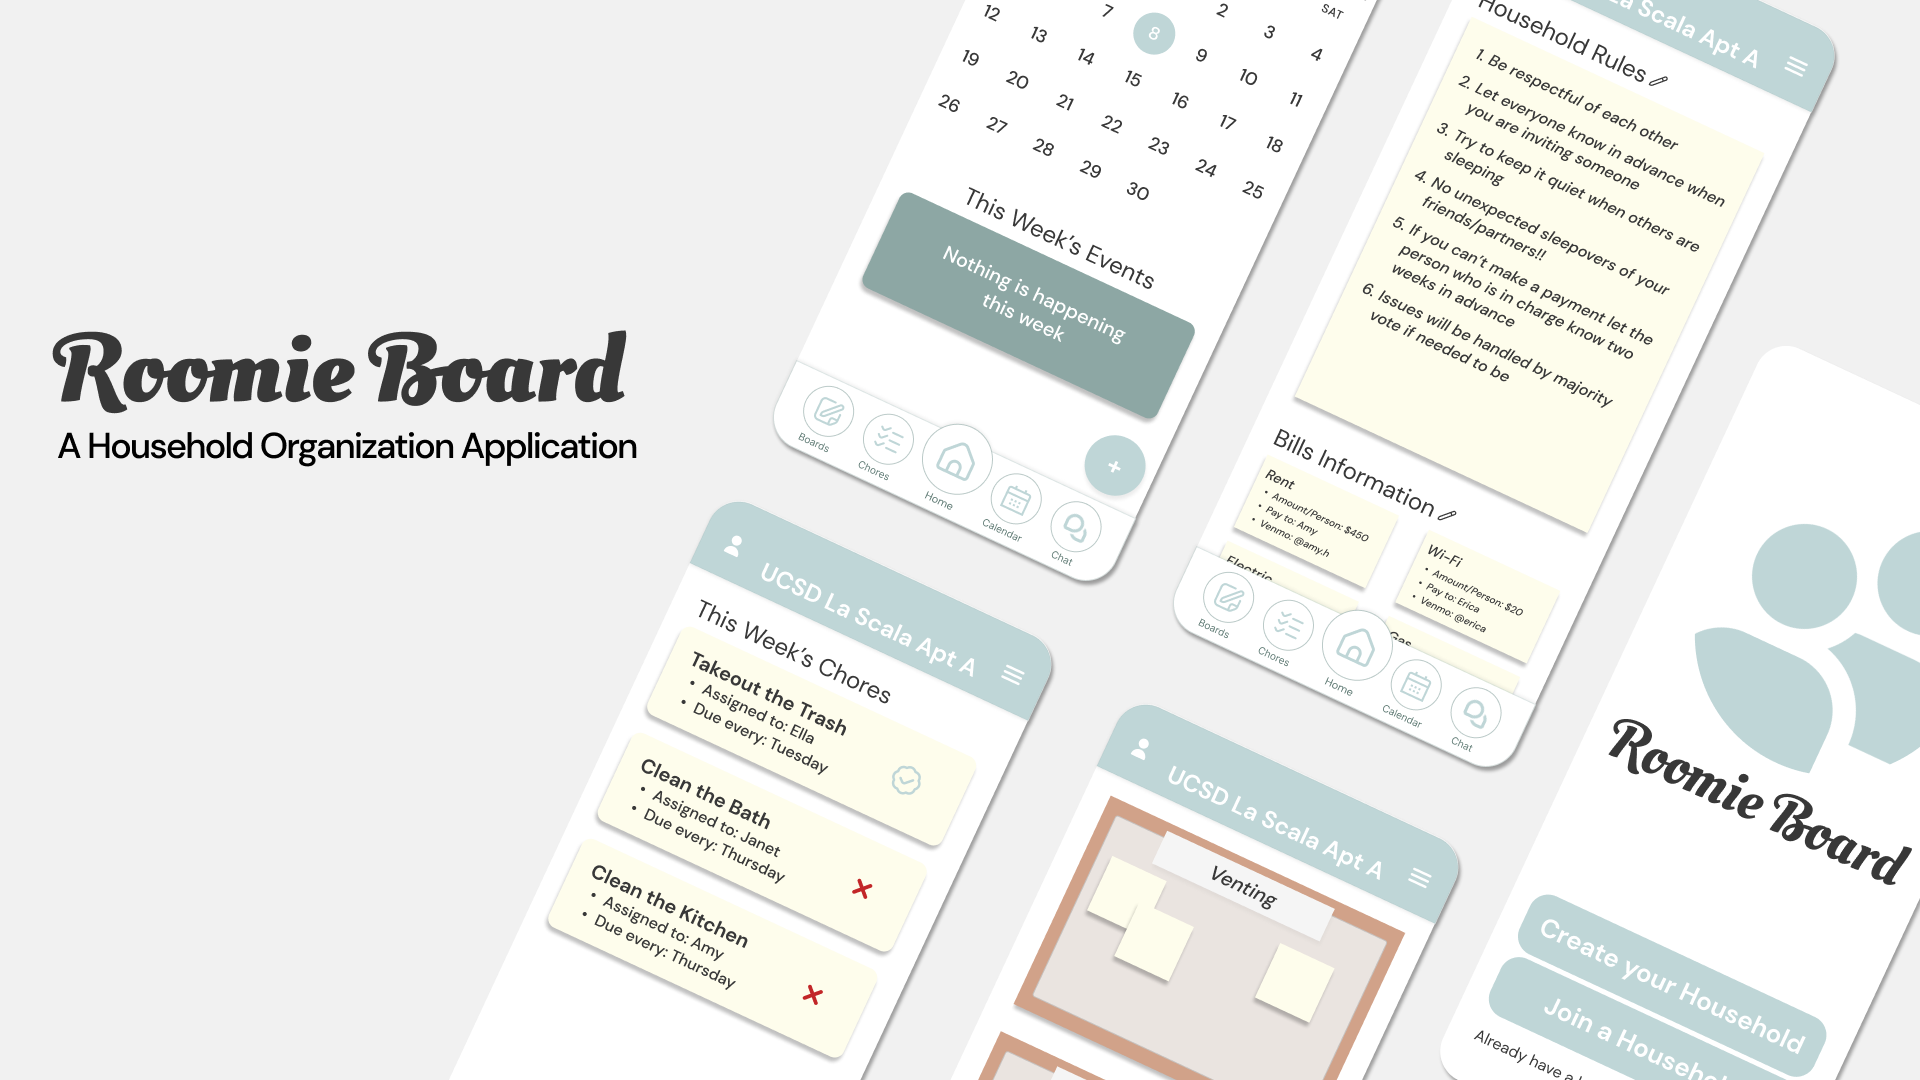 Roomie Board
A Household Organization Application
SAT
2 3 4
7 8 9 10 11
12 13 14 15 16 17 18
19 20 21 22 23 24 25
26 27 28 29 30
This Week's Events
Nothing is happening
this week
Boards
Chores
Home
Calendar
Chat
+
La Scala Apt A
Household Rules
1. Be respectful of each other
2. Let everyone know in advance when
you are inviting someone
3. Try to keep it quiet when others are
sleeping
4. No unexpected sleepovers of your
friends/partners!!
5. If you can't make a payment let the
person who is in charge know two
weeks in advance
6. Issues will be handled by majority
vote if needed to be
Bills Information
Rent
• Amount/Person: $450
• Pay to: Amy
• Venmo: @amy.h
Wi-Fi
• Amount/Person: $20
• Pay to: Erica
• Venmo: @erica
Electric
Gas
Boards
Chores
Home
Calendar
Chat
UCSD La Scala Apt A
This Week's Chores
Takeout the Trash
• Assigned to: Ella
• Due every: Tuesday
Clean the Bath
• Assigned to: Janet
• Due every: Thursday
Clean the Kitchen
• Assigned to: Amy
• Due every: Thursday
UCSD La Scala Apt A
Venting
Roomie Board
Create your Household
Join a Househo
Already have a